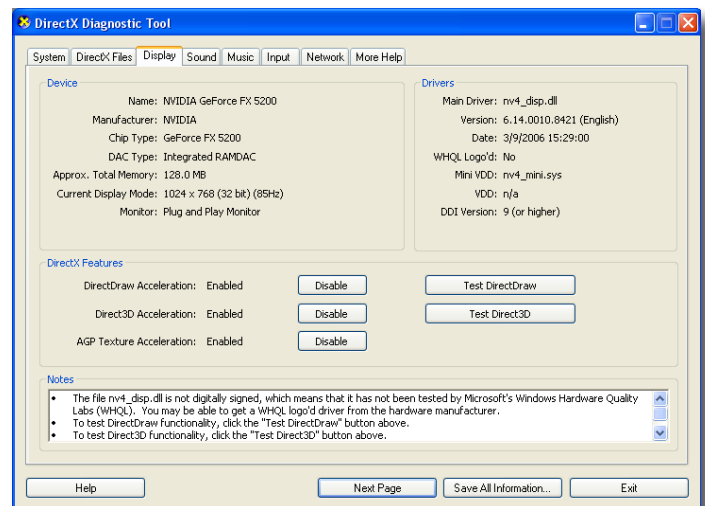 DirectX Diagnostic Tool
System DirectX Files Display Sound Music Input Network More Help
Device
Name: NVIDIA GeForce FX 5200
Manufacturer: NVIDIA
Chip Type: GeForce FX 5200
DAC Type: Integrated RAMDAC
Approx. Total Memory: 128.0 MB
Current Display Mode: 1024 x 768 (32 bit) (85Hz)
Monitor: Plug and Play Monitor
Drivers
Main Driver: nv4_disp.dll
Version: 6.14.0010.8421 (English)
Date: 3/9/2006 15:29:00
WHQL Logo'd: No
Mini VDD: nv4_mini.sys
VDD: n/a
DDI Version: 9 (or higher)
DirectX Features
DirectDraw Acceleration: Enabled Disable Test DirectDraw
Direct3D Acceleration: Enabled Disable Test Direct3D
AGP Texture Acceleration: Enabled Disable
Notes
• The file nv4_disp.dll is not digitally signed, which means that it has not been tested by Microsoft's Windows Hardware Quality
Labs (WHQL). You may be able to get a WHQL logo'd driver from the hardware manufacturer.
• To test DirectDraw functionality, click the "Test DirectDraw" button above.
• To test Direct3D functionality, click the "Test Direct3D" button above.
Help Next Page Save All Information... Exit